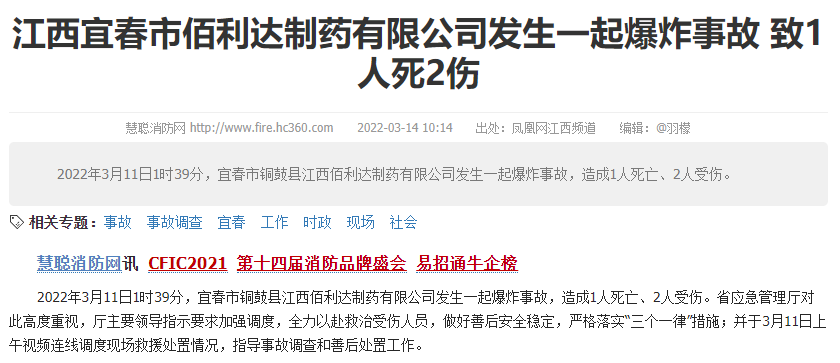 江西宜春市佰利达制药有限公司发生一起爆炸事故 致1
人死2伤
慧聪消防网 http://www.fire.hc360.com 2022-03-14 10:14 出处：凤凰网江西频道 编辑：@羽檬
2022年3月11日1时39分，宜春市铜鼓县江西佰利达制药有限公司发生一起爆炸事故，造成1人死亡、2人受伤。
相关专题：事故 事故调查 宜春 工作 时政 现场 社会
慧聪消防网讯 CFIC2021 第十四届消防品牌盛会 易招通牛企榜
2022年3月11日1时39分，宜春市铜鼓县江西佰利达制药有限公司发生一起爆炸事故，造成1人死亡、2人受伤。省应急管理厅对
此高度重视，厅主要领导指示要求加强调度，全力以赴救治受伤人员，做好善后安全稳定，严格落实“三个一律”措施；并于3月11日上
午视频连线调度现场救援处置情况，指导事故调查和善后处置工作。